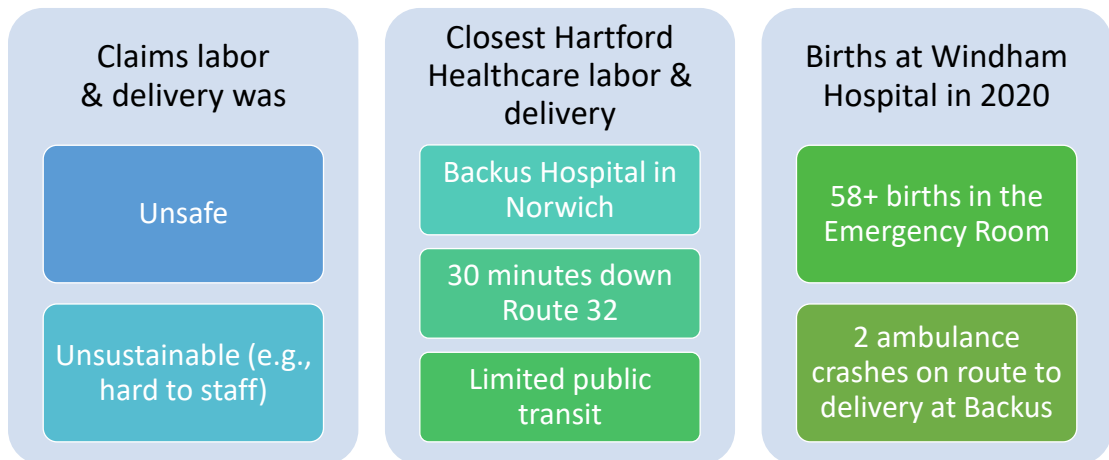 Claims labor
& delivery was
Unsafe
Unsustainable (e.g.,
hard to staff)
Closest Hartford
Healthcare labor &
delivery
Backus Hospital in
Norwich
30 minutes down
Route 32
Limited public
transit
Births at Windham
Hospital in 2020
58+ births in the
Emergency Room
2 ambulance
crashes on route to
delivery at Backus